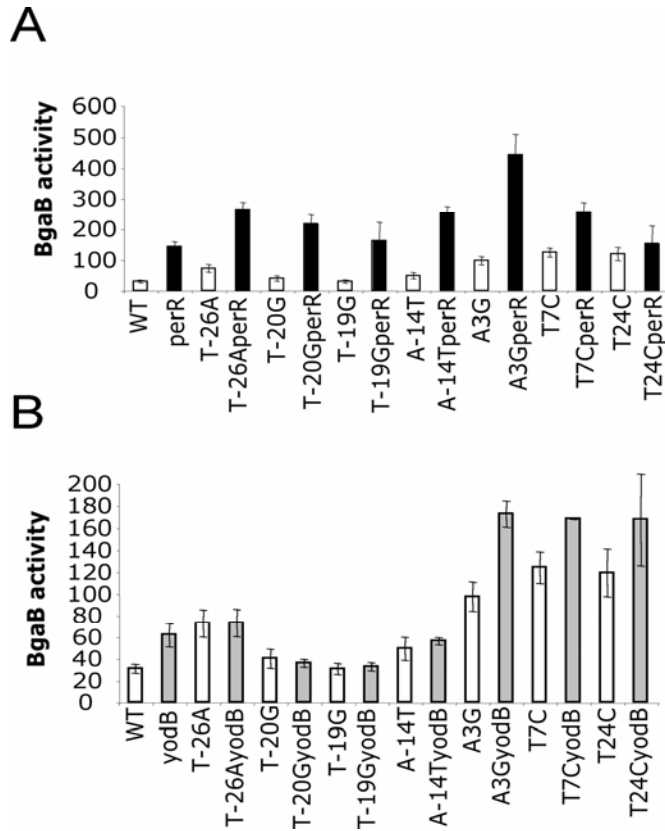 A
BgaB activity
600
500
400
300
200
100
0
WT
perR
T-26A
T-26AperR
T-20G
T-20GperR
T-19G
T-19GperR
A-14T
A-14TperR
A3G
A3GperR
T7C
T7CperR
T24C
T24CperR
B
BgaB activity
200
180
160
140
120
100
80
60
40
20
0
WT
yodB
T-26A
T-26AyodB
T-20G
T-20GyodB
T-19G
T-19GyodB
A-14T
A-14TyodB
A3G
A3GyodB
T7C
T7CyodB
T24C
T24CyodB